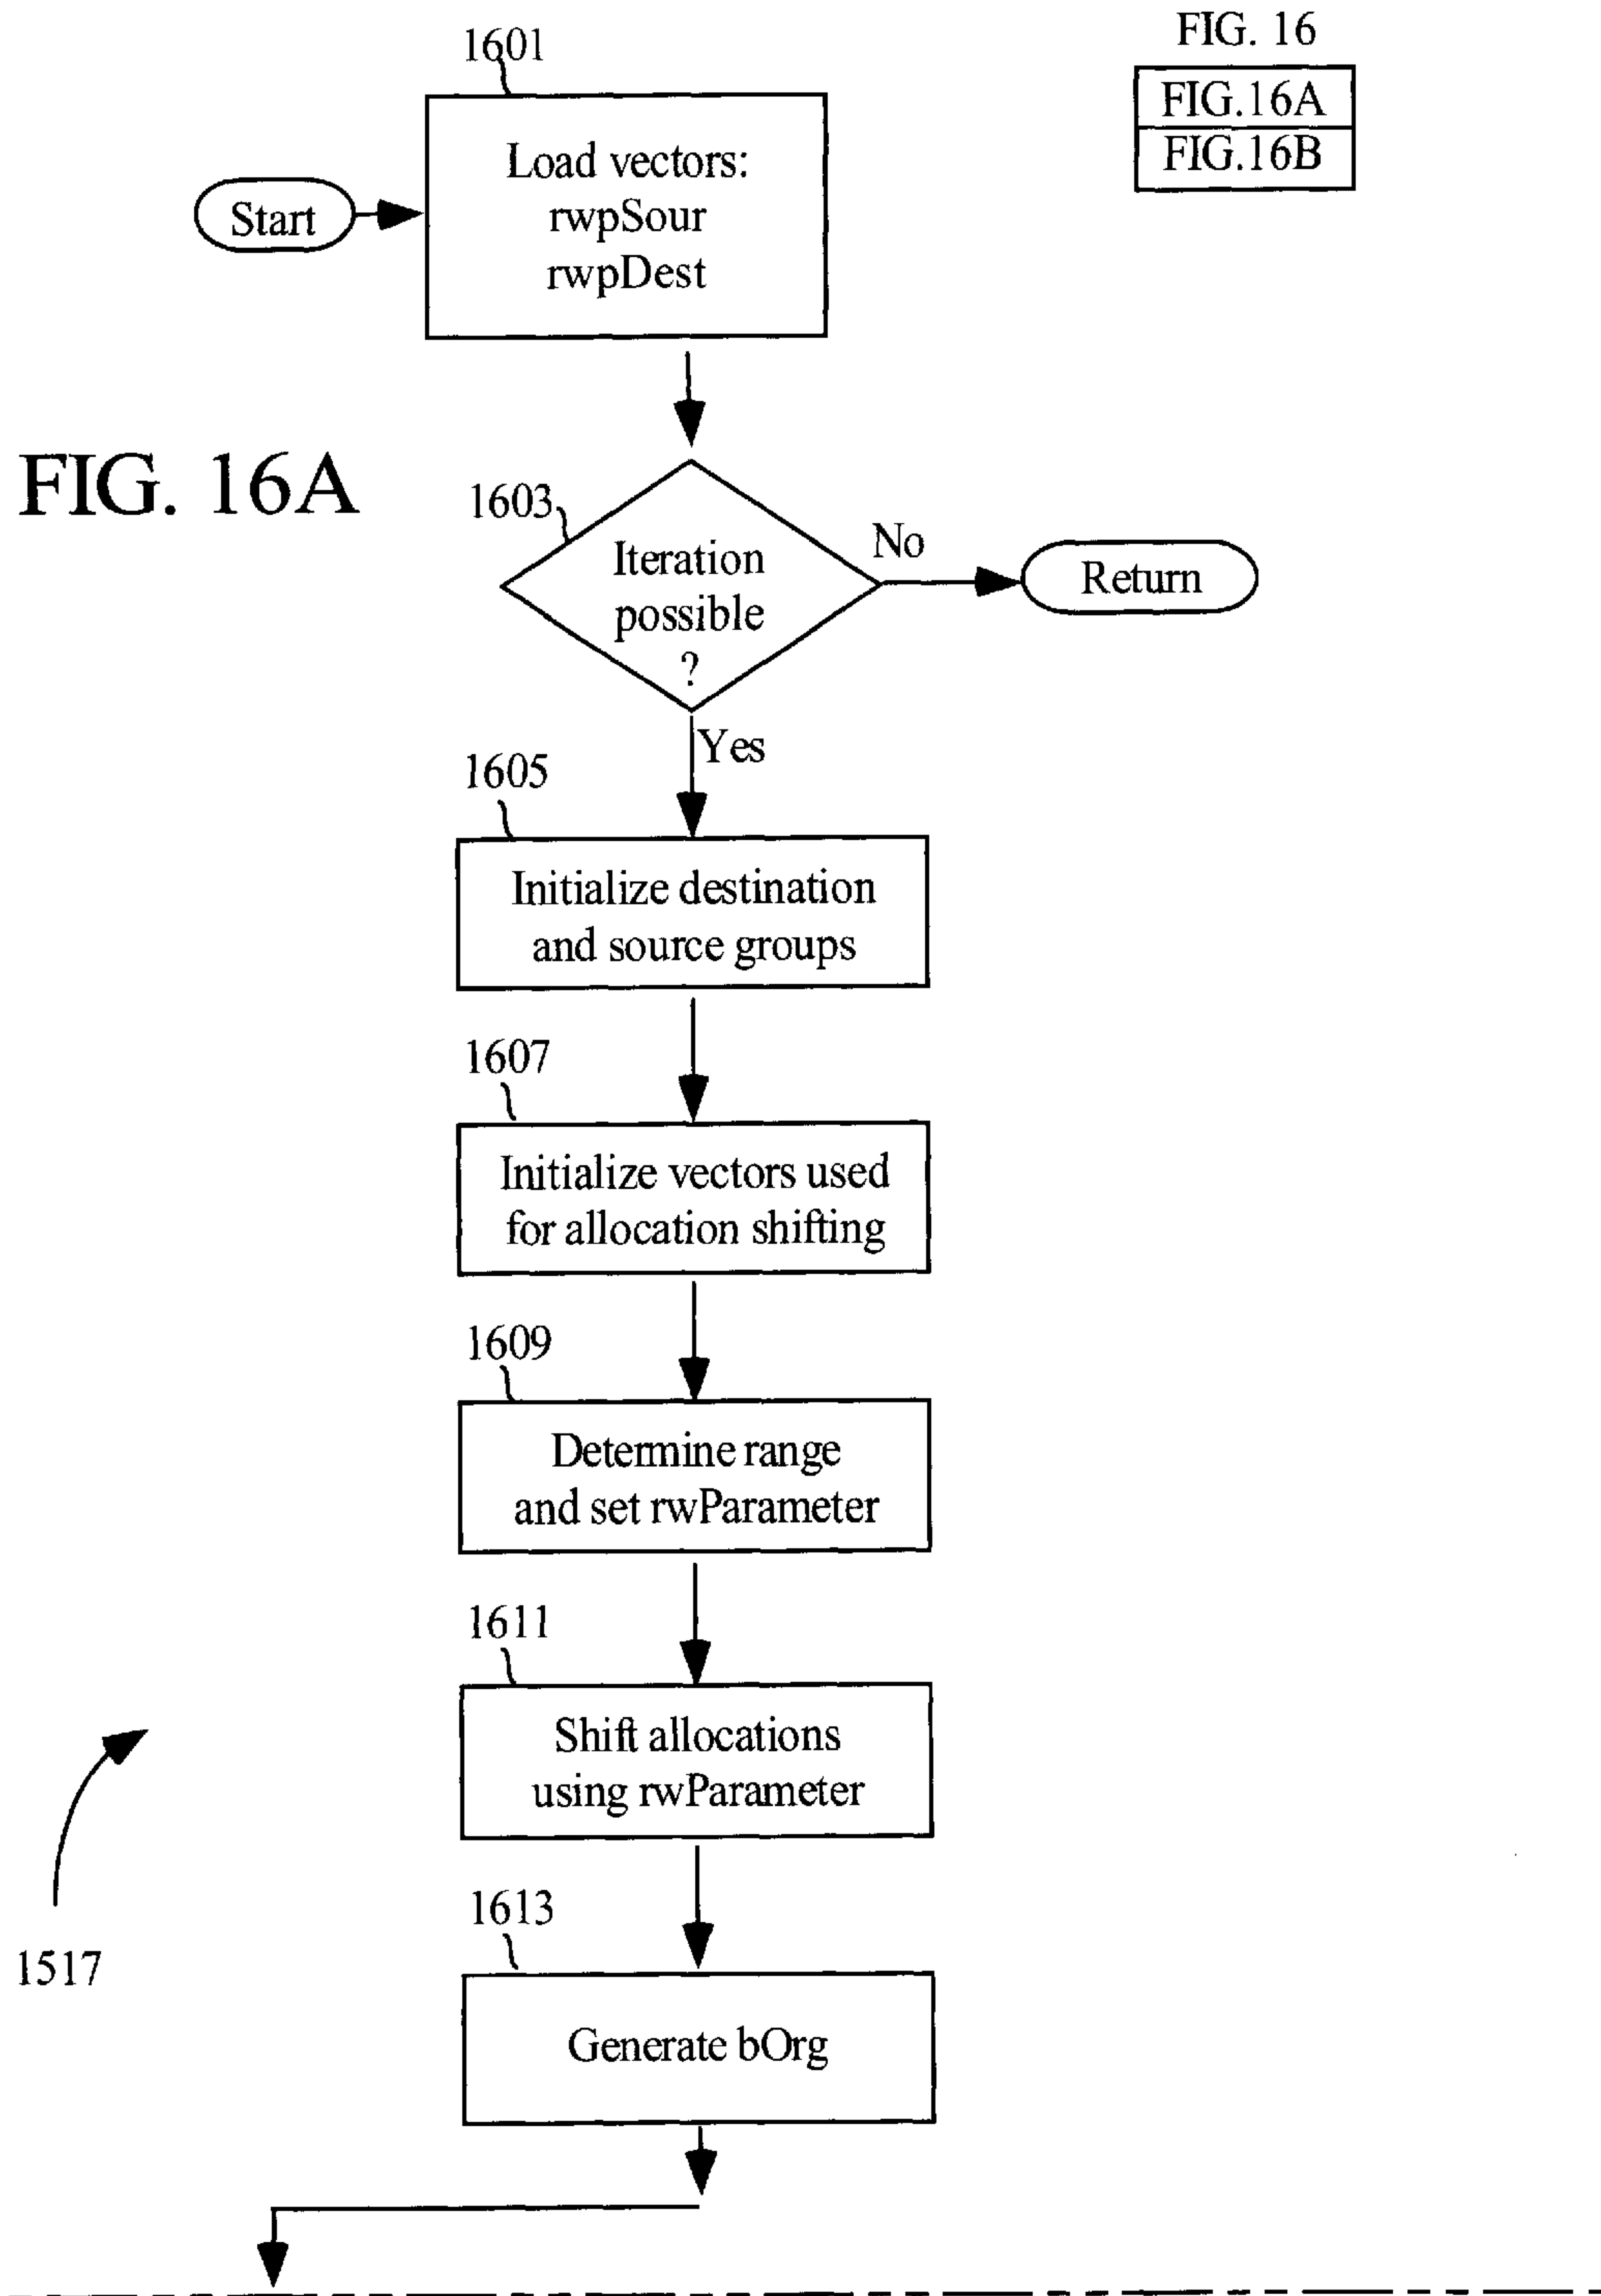 FIG. 16
FIG.16A
FIG.16B
1601
Load vectors:
rwpSour
rwpDest
Start
FIG. 16A
1603
Iteration
possible
?
No
Return
Yes
1605
Initialize destination
and source groups
1607
Initialize vectors used
for allocation shifting
1609
Determine range
and set rwParameter
1611
Shift allocations
using rwParameter
1613
Generate bOrg
1517